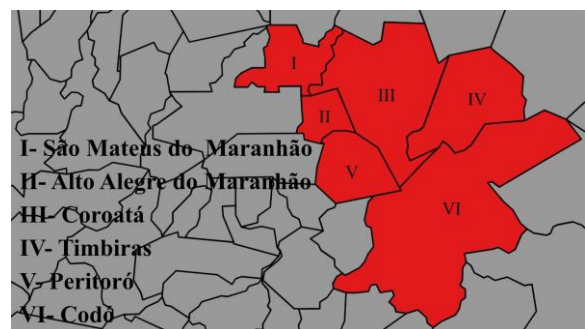 I
II
III
IV
V
VI
I- São Mateus do Maranhão
II- Alto Alegre do Maranhão
III- Coroatá
IV- Timbiras
V- Peritoró
VI- Codó